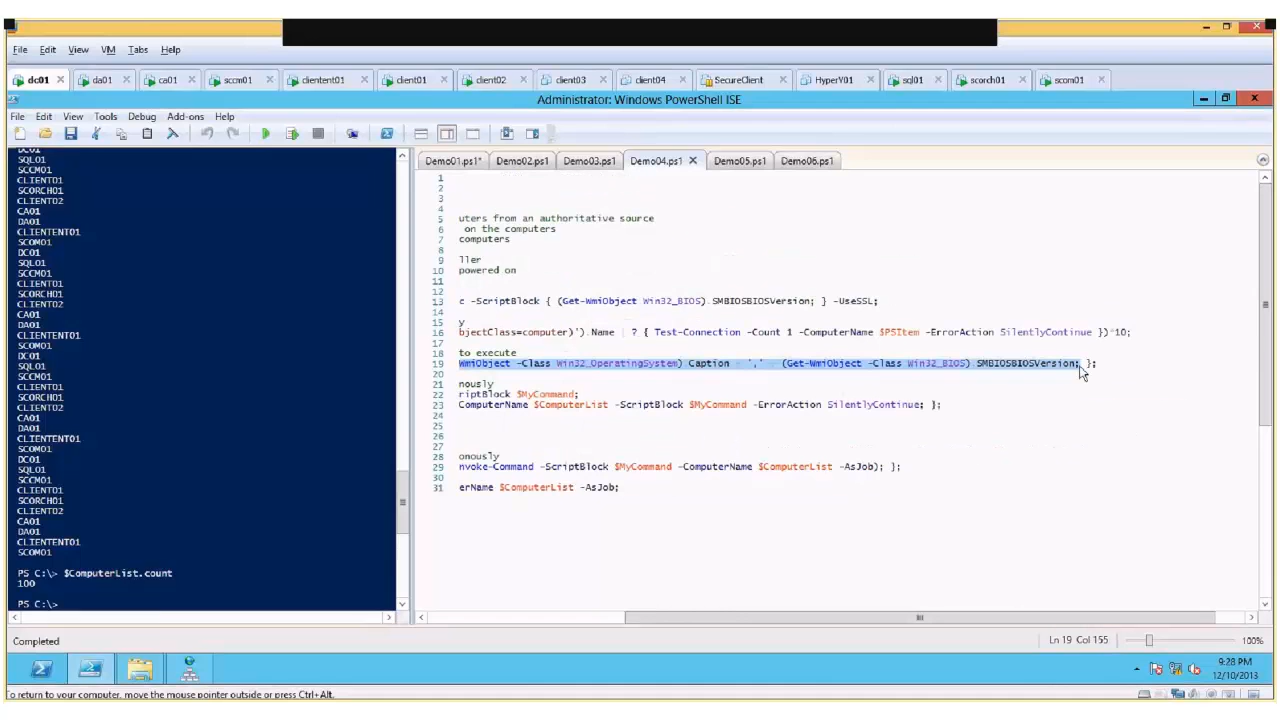 File Edit View VM Tabs Help
dc01 da01 ca01 sccm01 clientent01 client01 client02 client03 client04 SecureClient HyperV01 sql01 scorch01 scom01
Administrator: Windows PowerShell ISE
File Edit View Tools Debug Add-ons Help
Demo01.ps1* Demo02.ps1 Demo03.ps1 Demo04.ps1 Demo05.ps1 Demo06.ps1
DC01
SQL01
SCCM01
CLIENT01
SCORCH01
CLIENT02
CA01
DA01
CLIENTENT01
SCOM01
DC01
SQL01
SCCM01
CLIENT01
SCORCH01
CLIENT02
CA01
DA01
CLIENTENT01
SCOM01
DC01
SQL01
SCCM01
CLIENT01
SCORCH01
CLIENT02
CA01
DA01
CLIENTENT01
SCOM01
DC01
SQL01
SCCM01
CLIENT01
SCORCH01
CLIENT02
CA01
DA01
CLIENTENT01
SCOM01
PS C:\> $ComputerList.count
100
PS C:\>
1
2
3
4
5 uters from an authoritative source
6 on the computers
7 computers
8
9 ller
10 powered on
11
12
13 c -ScriptBlock { (Get-WmiObject Win32_BIOS).SMBIOSBIOSVersion; } -UseSSL;
14
15 y
16 bjectClass=computer)').Name | ? { Test-Connection -Count 1 -ComputerName $PSItem -ErrorAction SilentlyContinue })*10;
17
18 to execute
19 WmiObject -Class Win32_OperatingSystem).Caption + ',' + (Get-WmiObject -Class Win32_BIOS).SMBIOSBIOSVersion; };
20
21 nously
22 riptBlock $MyCommand;
23 ComputerName $ComputerList -ScriptBlock $MyCommand -ErrorAction SilentlyContinue; };
24
25
26
27
28 onously
29 nvoke-Command -ScriptBlock $MyCommand -ComputerName $ComputerList -AsJob); };
30
31 erName $ComputerList -AsJob;
Completed
Ln 19 Col 155
100%
9:28 PM
12/10/2013
To return to your computer, move the mouse pointer outside or press Ctrl+Alt.